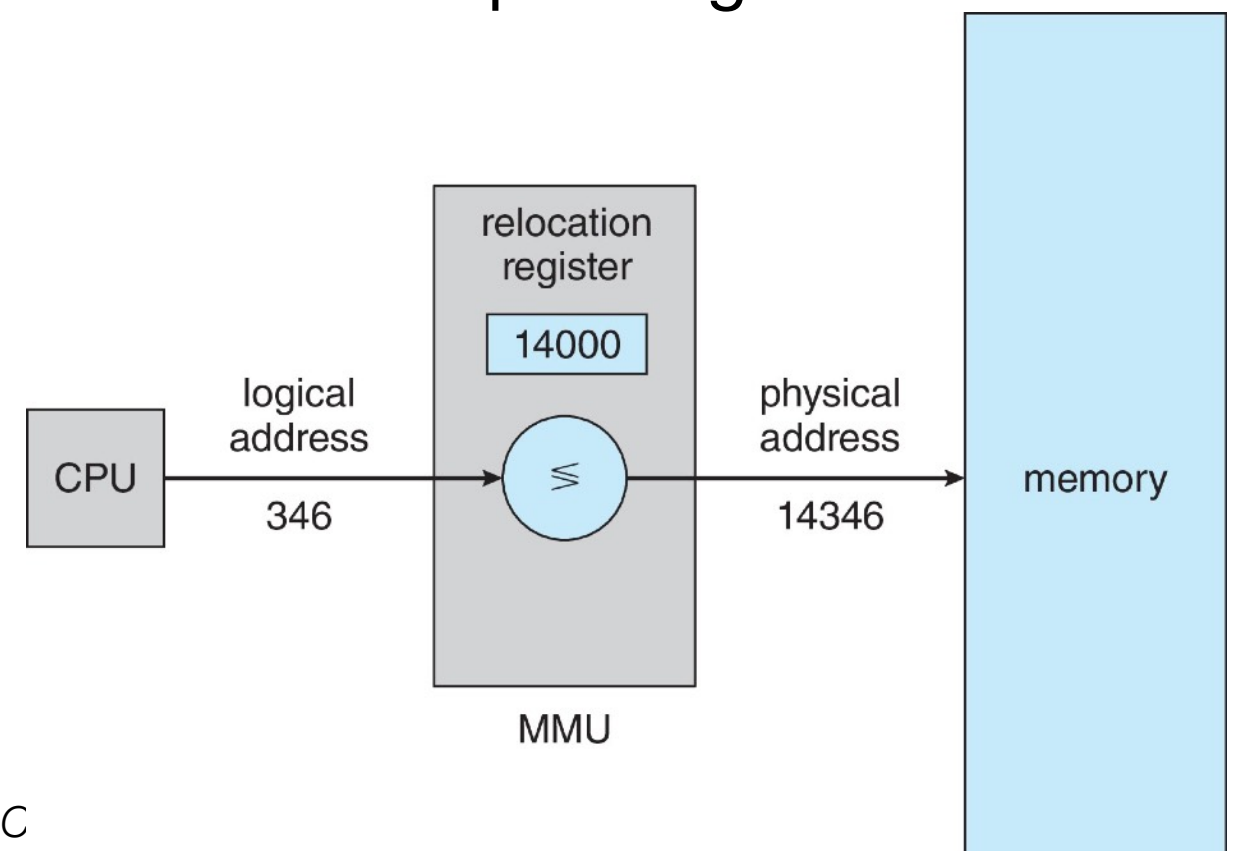 relocation
register
14000
logical
address
physical
address
CPU
≶
memory
346
14346
MMU